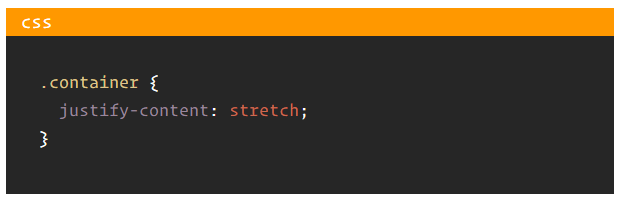 css
.container {
  justify-content: stretch;
}